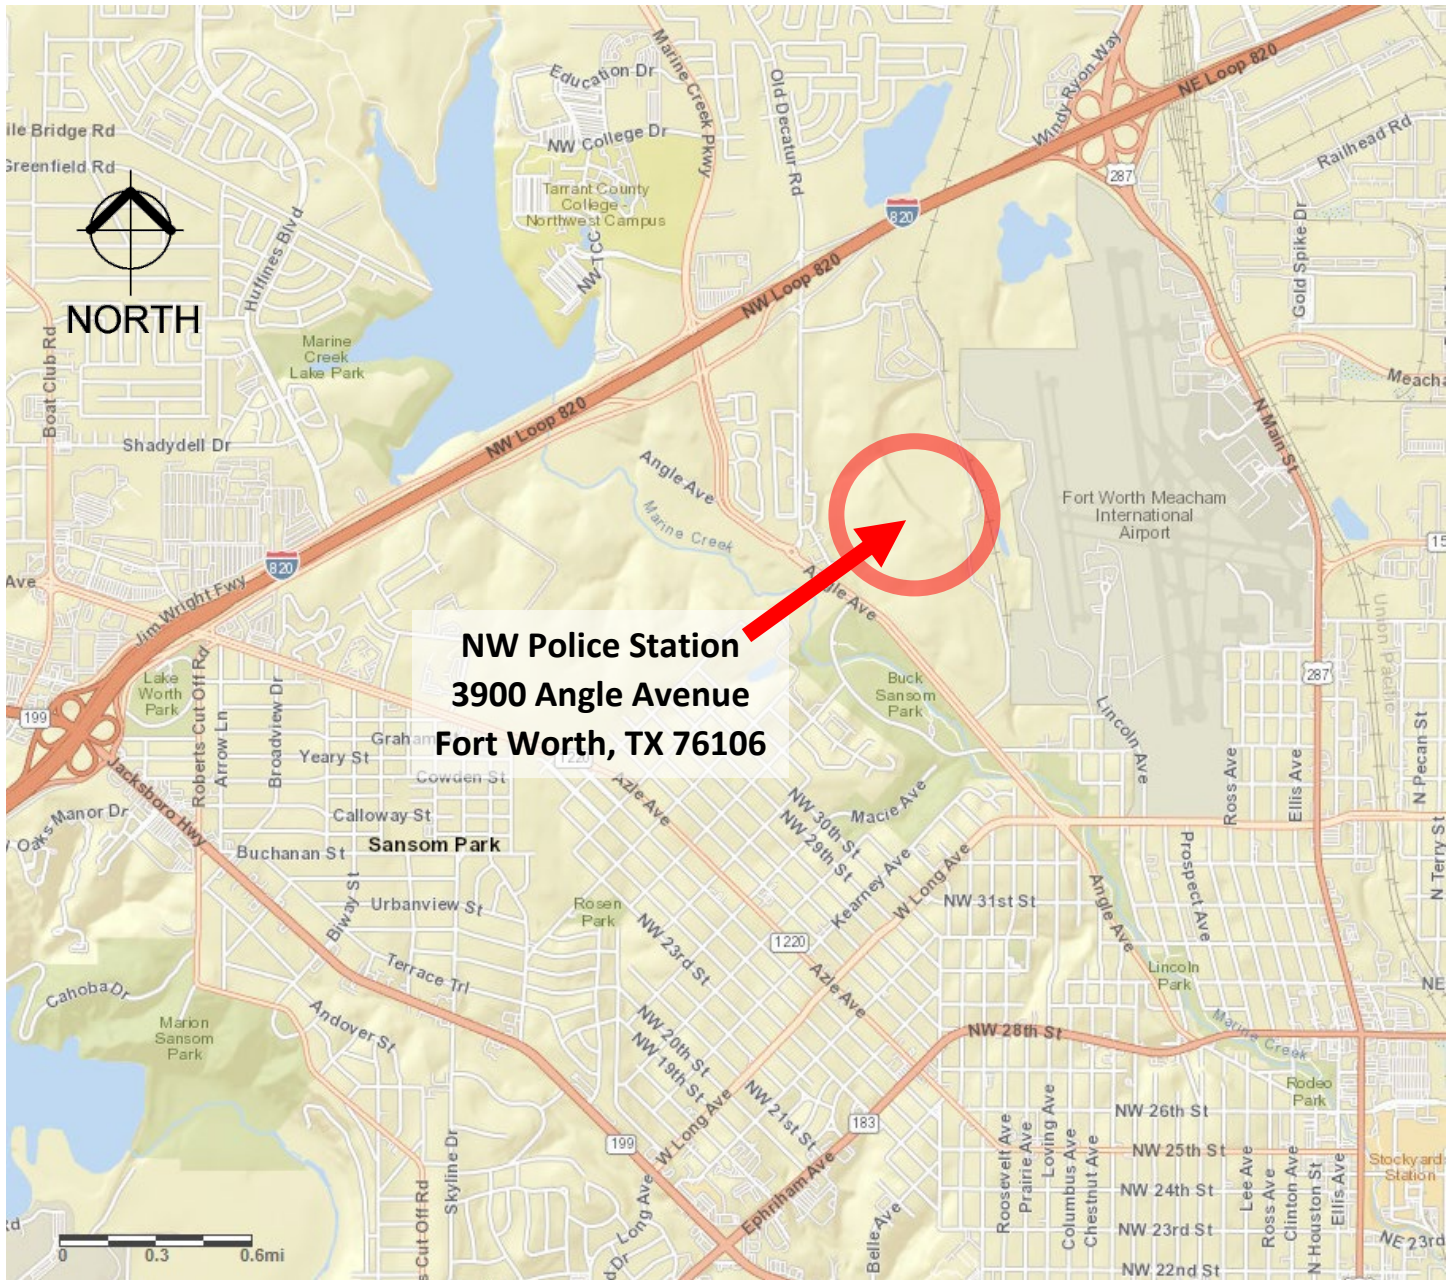 Education Dr
Marine Creek Pkwy
Old Decatur Rd
Windy Ryon Way
NE Loop 820
ile Bridge Rd
NW College Dr
Railhead Rd
Greenfield Rd
287
Tarrant County
College -
Northwest Campus
820
Huffines Blvd
NW TCC
NW Loop 820
Gold Spike Dr
NORTH
Marine
Creek
Lake Park
Boat Club Rd
Meacha
NW Loop 820
N Main St
Shadydell Dr
Angle Ave
Fort Worth Meacham
International
Airport
Marine Creek
15
820
Ave
Jim Wright Fwy
Angle Ave
Union Pacific
NW Police Station
3900 Angle Avenue
Fort Worth, TX 76106
Lake
Worth
Park
Roberts Cut Off Rd
Arrow Ln
Broadview Dr
Buck
Sansom
Park
287
199
Lincoln Ave
Graham
Yeary St
1220
Cowden St
Azle Ave
Ross Ave
Ellis Ave
N Pecan St
Jacksboro Hwy
Oaks Manor Dr
Calloway St
NW 30th St
NW 29th St
Macie Ave
Buchanan St
Sansom Park
Prospect Ave
N Terry St
Kearney Ave
W Long Ave
NW 31st St
Angle Ave
Biway St
Urbanview St
Rosen
Park
NW 23rd St
1220
Azle Ave
Terrace Trl
Lincoln
Park
NE
Cahoba Dr
Marion
Sansom
Park
Andover St
NW 20th St
NW 19th St
NW 28th St
Marine Creek
Rodeo
Park
NW 21st St
W Long Ave
183
199
NW 26th St
NW 25th St
NW 24th St
NW 23rd St
NW 22nd St
Roosevelt Ave
Prairie Ave
Loving Ave
Columbus Ave
Chestnut Ave
Lee Ave
Ross Ave
Clinton Ave
N Houston St
Ellis Ave
Stockyard
Station
Skyline Dr
Long Ave
Ephriham Ave
Belle Ave
NE 23rd
s Cut Off Rd
d Dr
rd
0 0.3 0.6mi